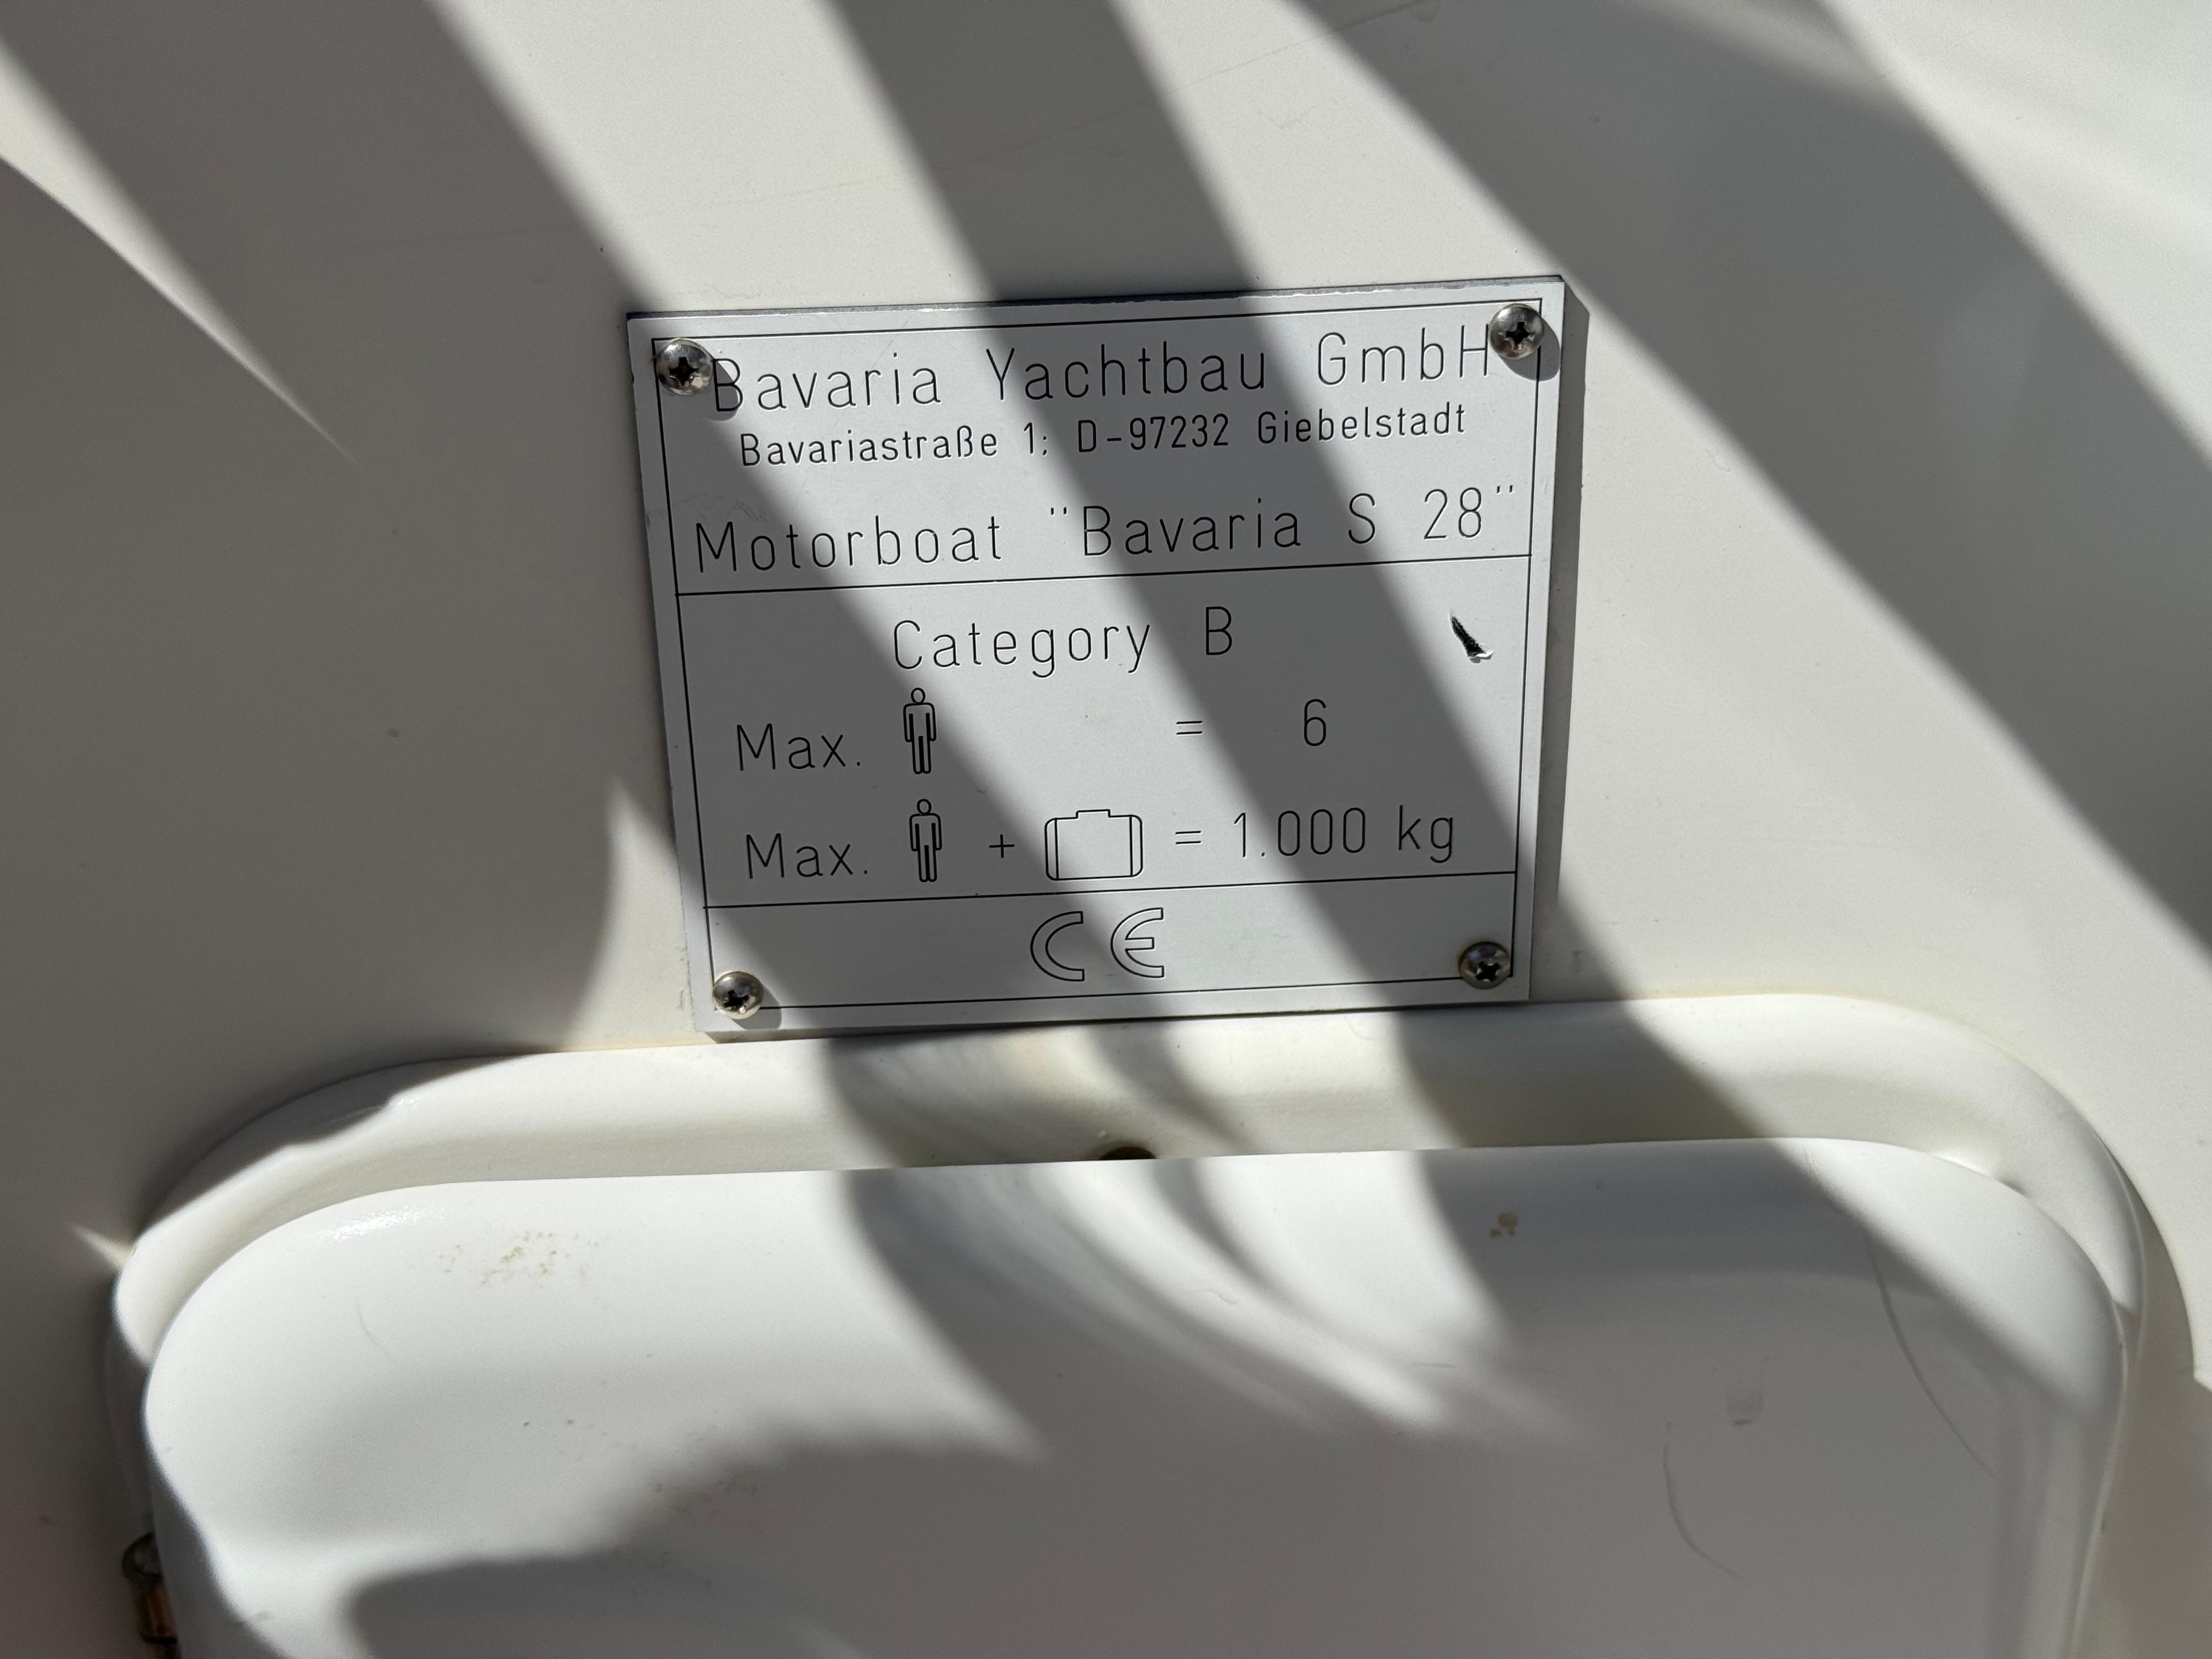 Bavaria Yachtbau GmbH
Bavariastraße 1; D-97232 Giebelstadt
Motorboat "Bavaria S 28"
Category B
Max. = 6
Max. + = 1.000 kg
CE